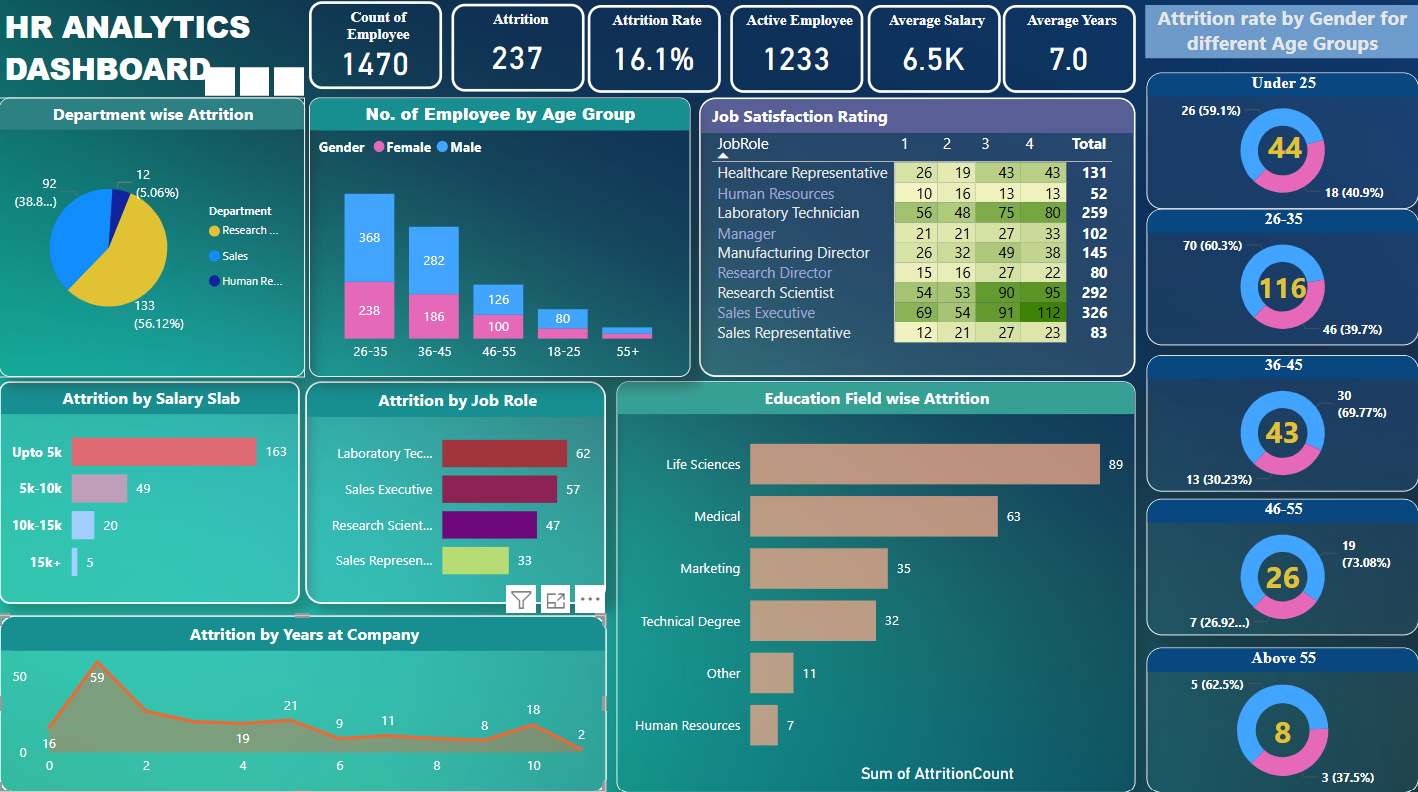 HR ANALYTICS
DASHBOARD
Count of
Employee
1470
Attrition
237
Attrition Rate
16.1%
Active Employee
1233
Average Salary
6.5K
Average Years
7.0
Attrition rate by Gender for
different Age Groups
Department wise Attrition
92
(38.8...)
12
(5.06%)
133
(56.12%)
Department
Research ...
Sales
Human Re...
No. of Employee by Age Group
Gender Female Male
368
238
282
186
126
100
80
26-35 36-45 46-55 18-25 55+
Job Satisfaction Rating
JobRole 1 2 3 4 Total
Healthcare Representative 26 19 43 43 131
Human Resources 10 16 13 13 52
Laboratory Technician 56 48 75 80 259
Manager 21 21 27 33 102
Manufacturing Director 26 32 49 38 145
Research Director 15 16 27 22 80
Research Scientist 54 53 90 95 292
Sales Executive 69 54 91 112 326
Sales Representative 12 21 27 23 83
Under 25
26 (59.1%)
44
18 (40.9%)
26-35
70 (60.3%)
116
46 (39.7%)
36-45
30
(69.77%)
43
13 (30.23%)
46-55
19
(73.08%)
26
7 (26.92...)
Above 55
5 (62.5%)
8
3 (37.5%)
Attrition by Salary Slab
Upto 5k 163
5k-10k 49
10k-15k 20
15k+ 5
Attrition by Job Role
Laboratory Tec... 62
Sales Executive 57
Research Scient... 47
Sales Represen... 33
Education Field wise Attrition
Life Sciences 89
Medical 63
Marketing 35
Technical Degree 32
Other 11
Human Resources 7
Sum of AttritionCount
Attrition by Years at Company
50
0
16
59
19
21
9
11
8
18
2
0 2 4 6 8 10